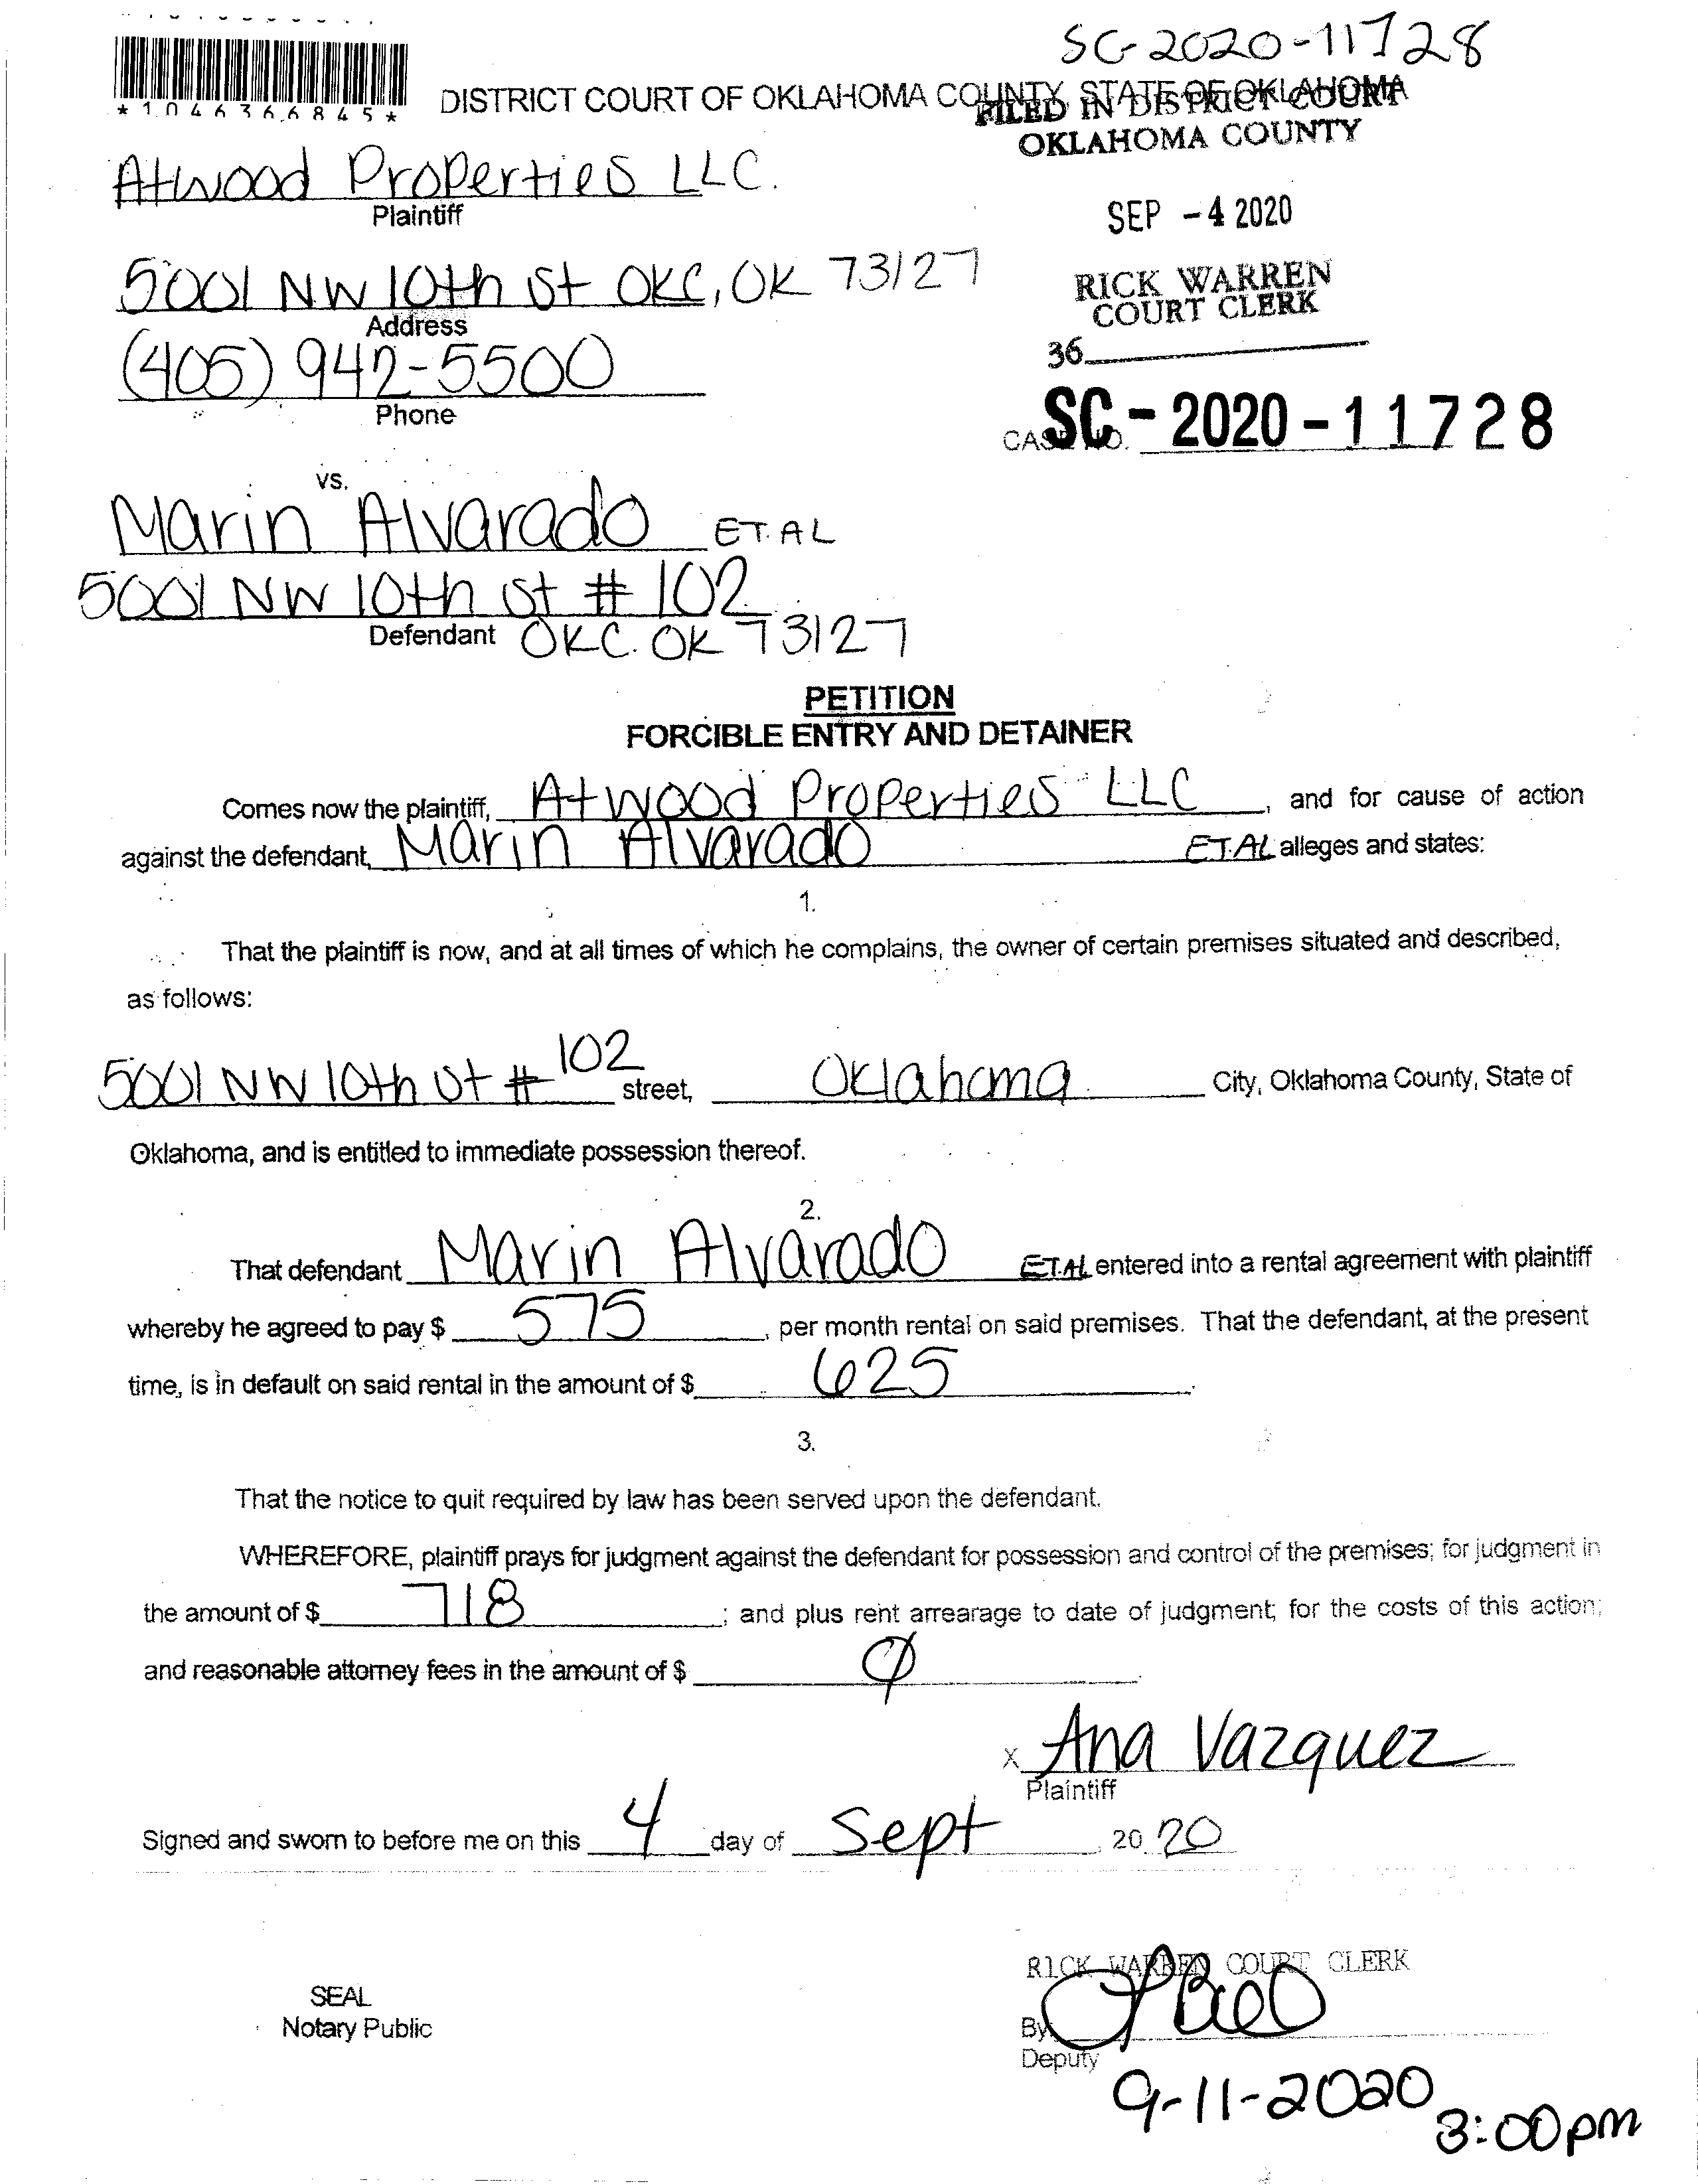 SC-2020-11728
*1046366845*
DISTRICT COURT OF OKLAHOMA COUNTY, STATE OF OKLAHOMA
FILED IN DISTRICT COURT
OKLAHOMA COUNTY
Atwood Properties LLC.
Plaintiff
SEP -4 2020
5001 NW 10th St OKC, OK 73127
Address
RICK WARREN
COURT CLERK
(405) 942-5500
Phone
36
CASE NO. SC-2020-11728
vs.
Marin Alvarado ET.AL
5001 NW 10th St # 102
Defendant OKC. OK 73127
PETITION
FORCIBLE ENTRY AND DETAINER
Comes now the plaintiff, Atwood Properties LLC, and for cause of action
against the defendant, Marin Alvarado ET.AL alleges and states:
1.
That the plaintiff is now, and at all times of which he complains, the owner of certain premises situated and described,
as follows:
5001 NW 10th St # 102 street, Oklahoma City, Oklahoma County, State of
Oklahoma, and is entitled to immediate possession thereof.
2.
That defendant Marin Alvarado ET.AL entered into a rental agreement with plaintiff
whereby he agreed to pay $ 575, per month rental on said premises. That the defendant, at the present
time, is in default on said rental in the amount of $ 625.
3.
That the notice to quit required by law has been served upon the defendant.
WHEREFORE, plaintiff prays for judgment against the defendant for possession and control of the premises; for judgment in
the amount of $ 718; and plus rent arrearage to date of judgment; for the costs of this action;
and reasonable attorney fees in the amount of $ Ø.
x Ana Vazquez
Plaintiff
Signed and sworn to before me on this 4 day of Sept, 20 20
RICK WARREN COURT CLERK
SEAL
Notary Public
By
Deputy
9-11-2020
3:00pm